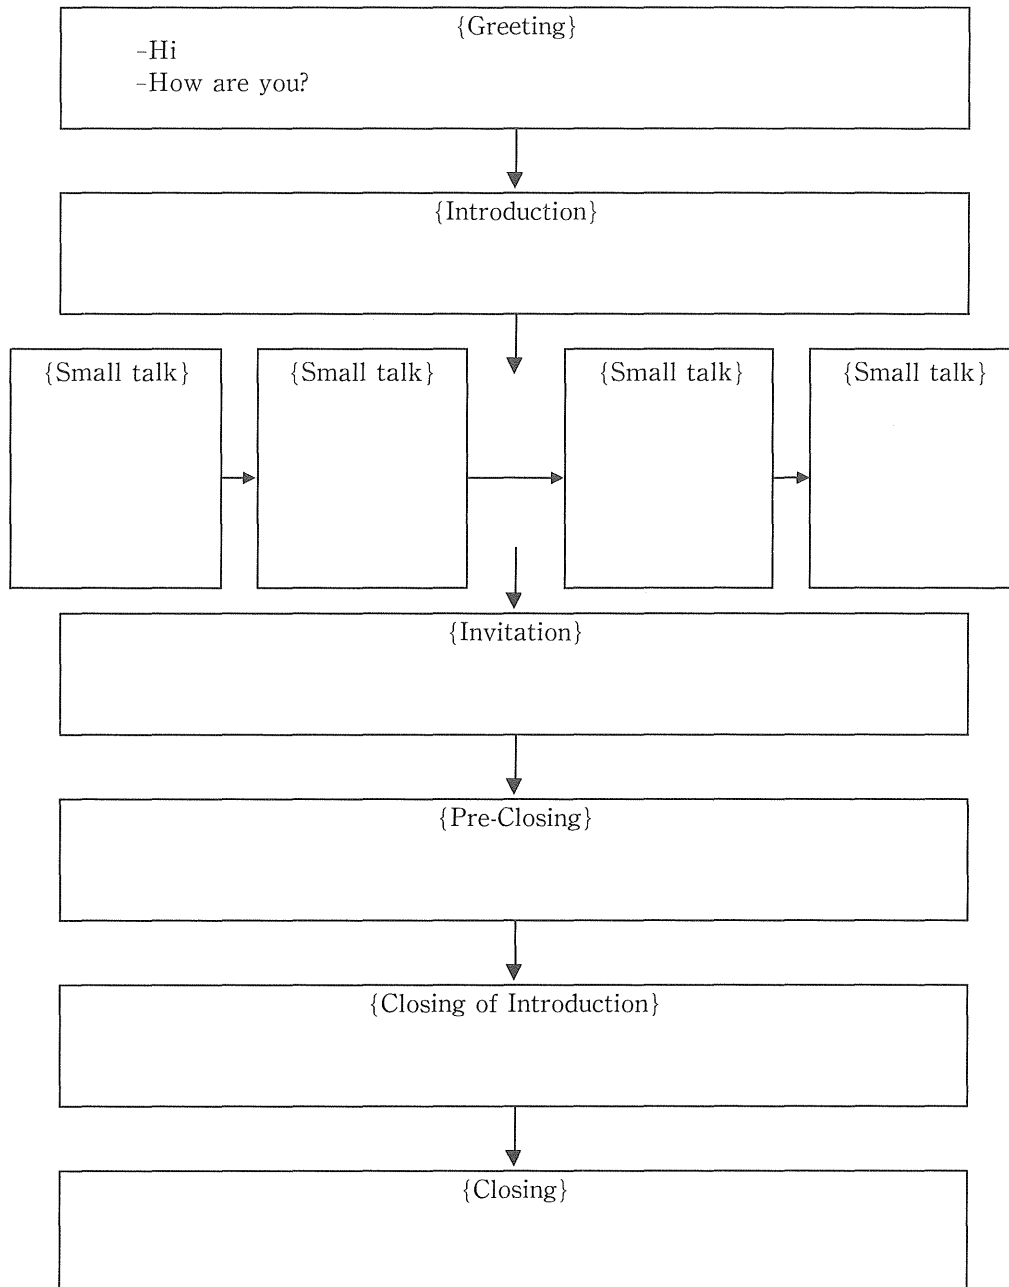 {Greeting}
-Hi
-How are you?
{Introduction}
{Small talk}
{Small talk}
{Small talk}
{Small talk}
{Invitation}
{Pre-Closing}
{Closing of Introduction}
{Closing}